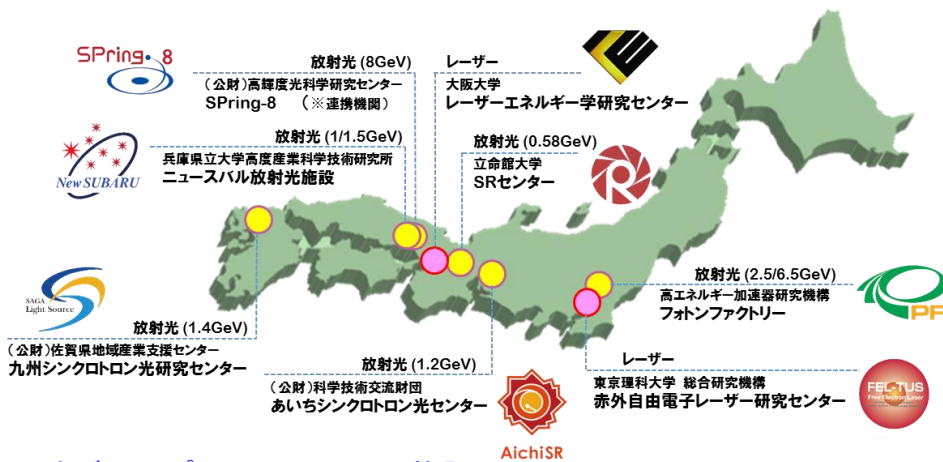 SPring-8
放射光 (8GeV)
（公財）高輝度光科学研究センター
SPring-8 （※連携機関）
レーザー
大阪大学
レーザーエネルギー学研究センター
放射光 (1/1.5GeV)
兵庫県立大学高度産業科学技術研究所
ニュースバル放射光施設
New SUBARU
放射光 (0.58GeV)
立命館大学
SRセンター
R
SAGA
Light Source
放射光 (1.4GeV)
（公財）佐賀県地域産業支援センター
九州シンクロトロン光研究センター
放射光 (1.2GeV)
（公財）科学技術交流財団
あいちシンクロトロン光センター
AichiSR
放射光 (2.5/6.5GeV)
高エネルギー加速器研究機構
フォトンファクトリー
PF
レーザー
東京理科大学 総合研究機構
赤外自由電子レーザー研究センター
FEL-TUS
Free Electron Laser